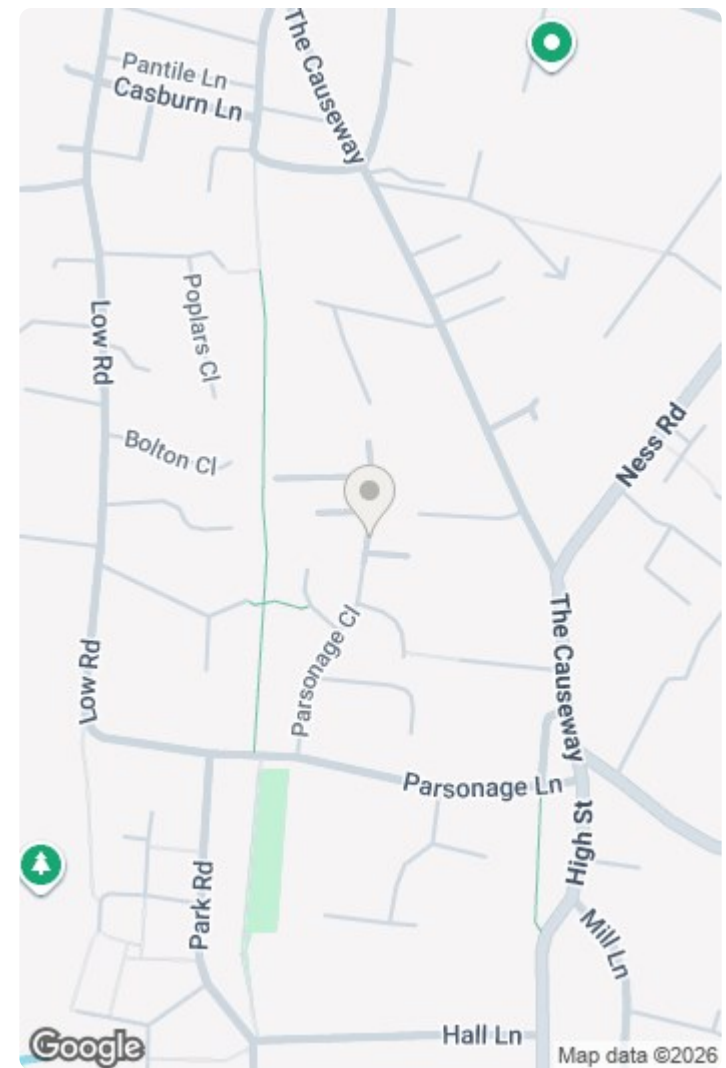 The Causeway
Pantile Ln
Casburn Ln
Poplars Cl
Low Rd
Ness Rd
Bolton Cl
The Causeway
Parsonage Cl
Low Rd
Parsonage Ln
High St
Park Rd
Mill Ln
Hall Ln
Google
Map data ©2026